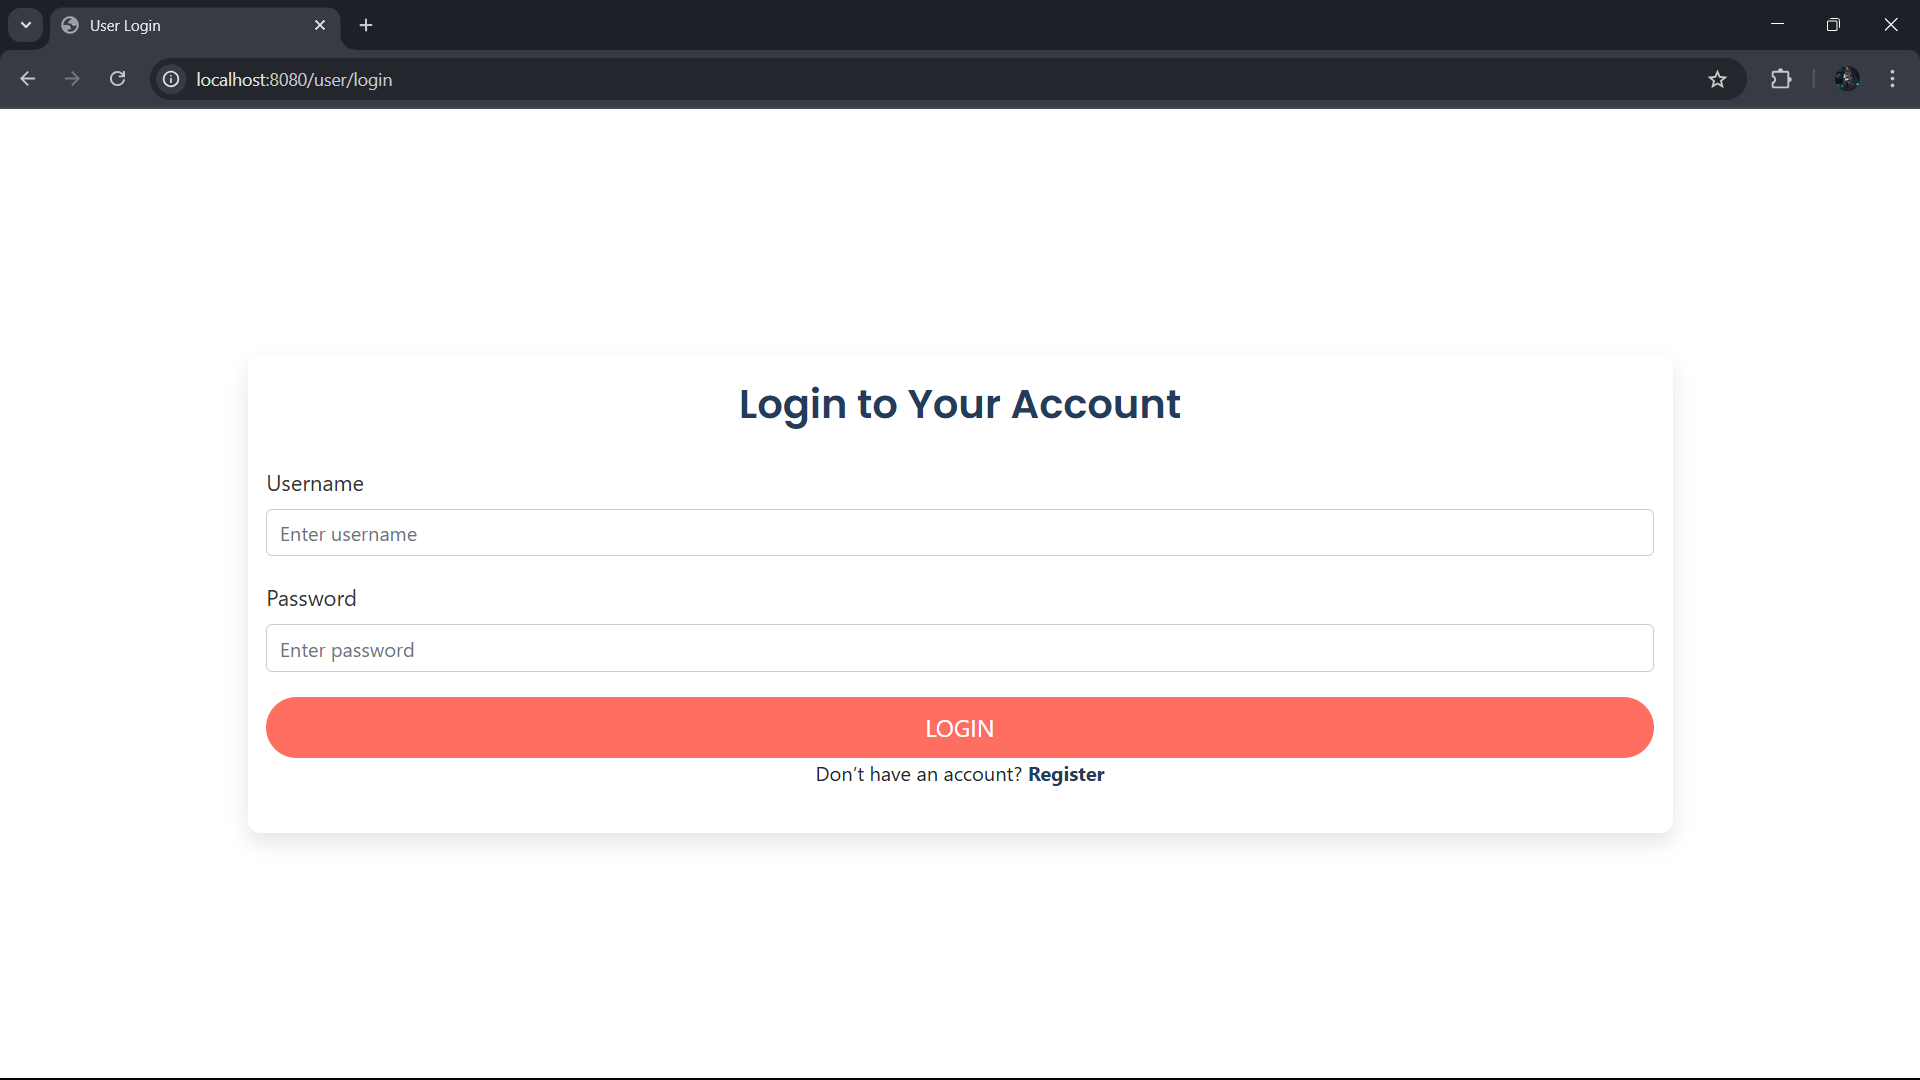 User Login
localhost:8080/user/login
Login to Your Account
Username
Enter username
Password
Enter password
LOGIN
Don't have an account? Register